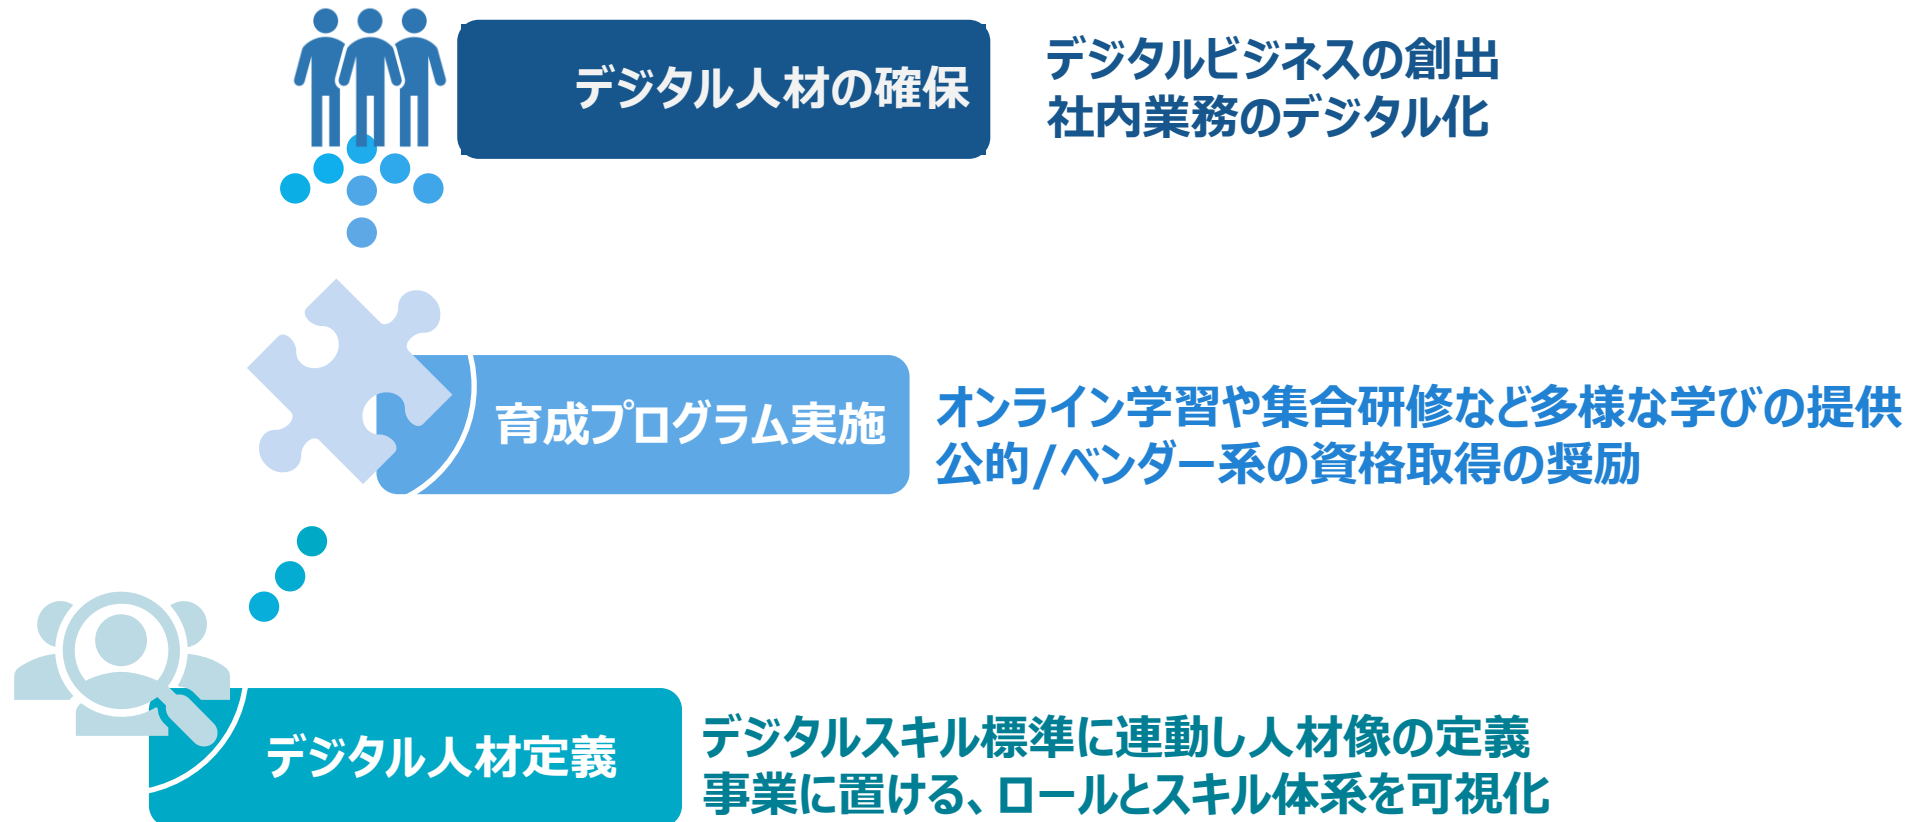 デジタル人材の確保
デジタルビジネスの創出
社内業務のデジタル化
育成プログラム実施
オンライン学習や集合研修など多様な学びの提供
公的/ベンダー系の資格取得の奨励
デジタル人材定義
デジタルスキル標準に連動し人材像の定義
事業に置ける、ロールとスキル体系を可視化